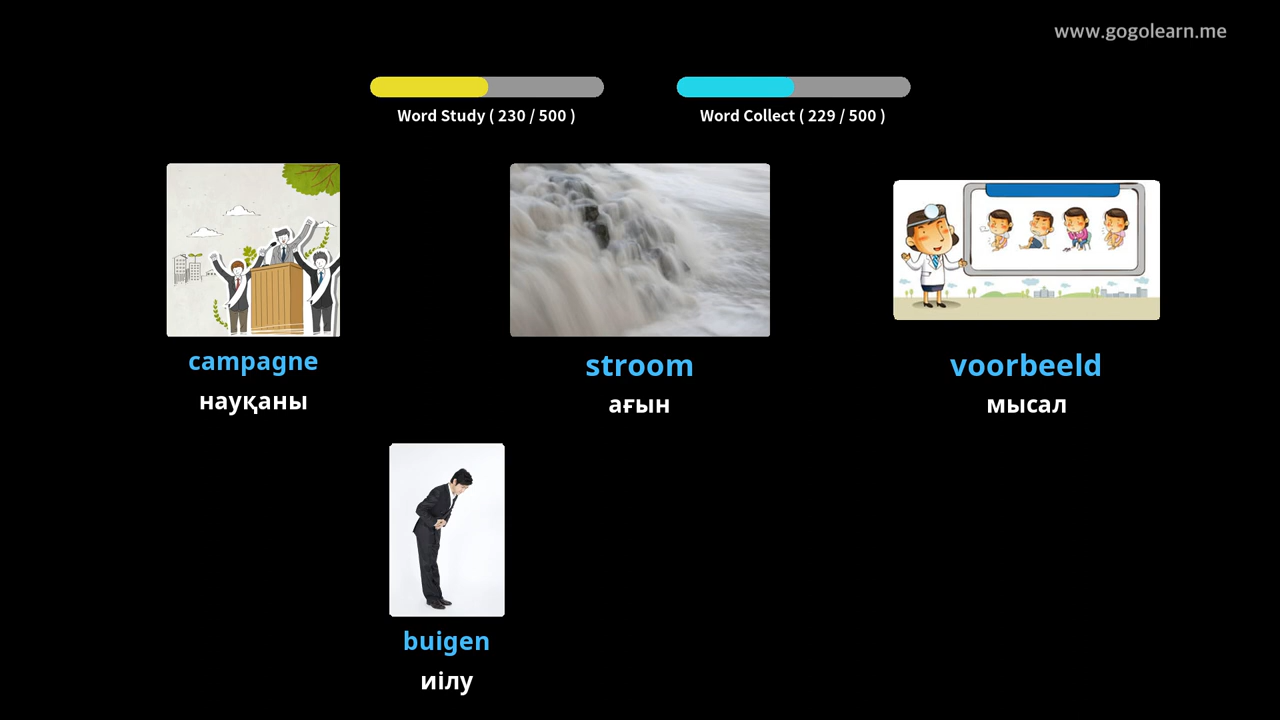 www.gogolearn.me
Word Study ( 230 / 500 )
Word Collect ( 229 / 500 )
campagne
науқаны
stroom
ағын
voorbeeld
мысал
buigen
иілу